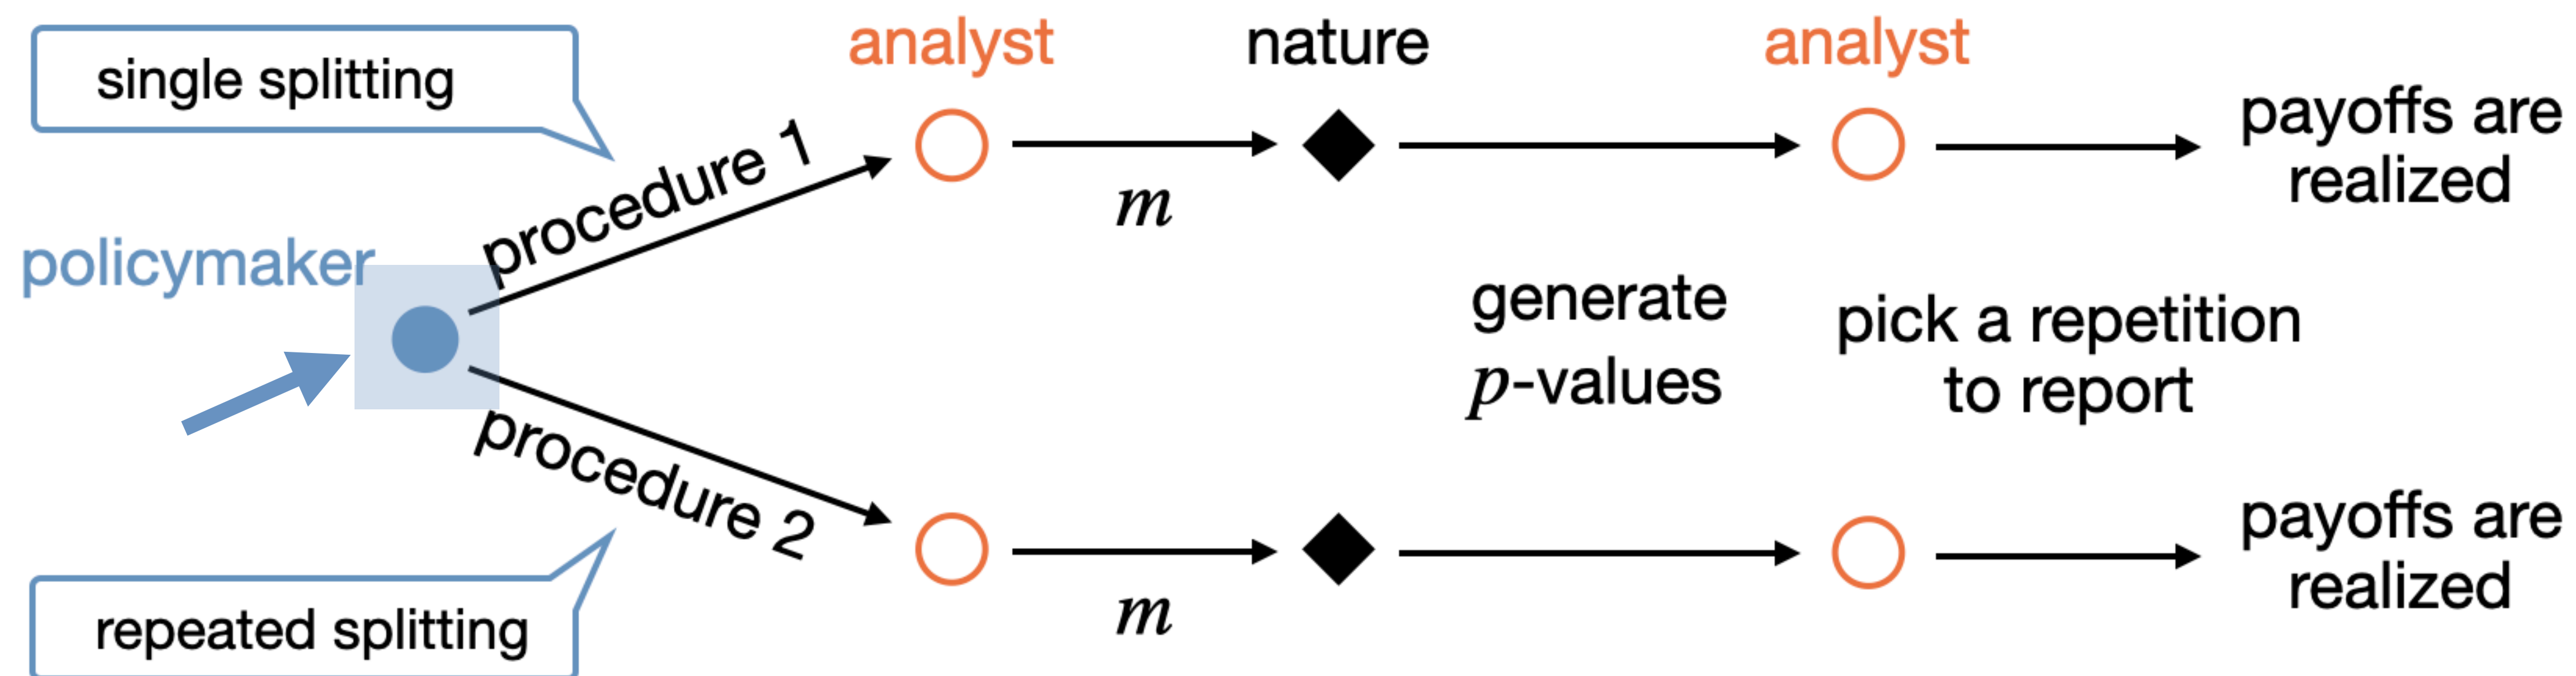 single splitting
analyst
nature
analyst
payoffs are
realized
procedure 1
m
policymaker
generate
p-values
pick a repetition
to report
procedure 2
repeated splitting
m
payoffs are
realized